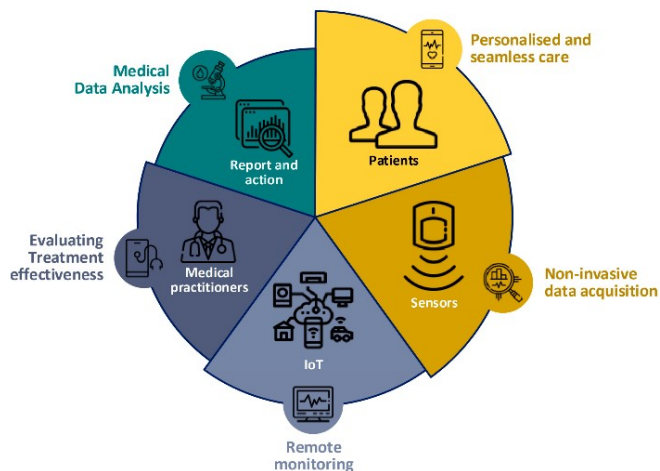 Personalised and
seamless care
Medical
Data Analysis
Patients
Report and
action
Evaluating
Treatment
effectiveness
Medical
practitioners
Sensors
Non-invasive
data acquisition
IoT
Remote
monitoring